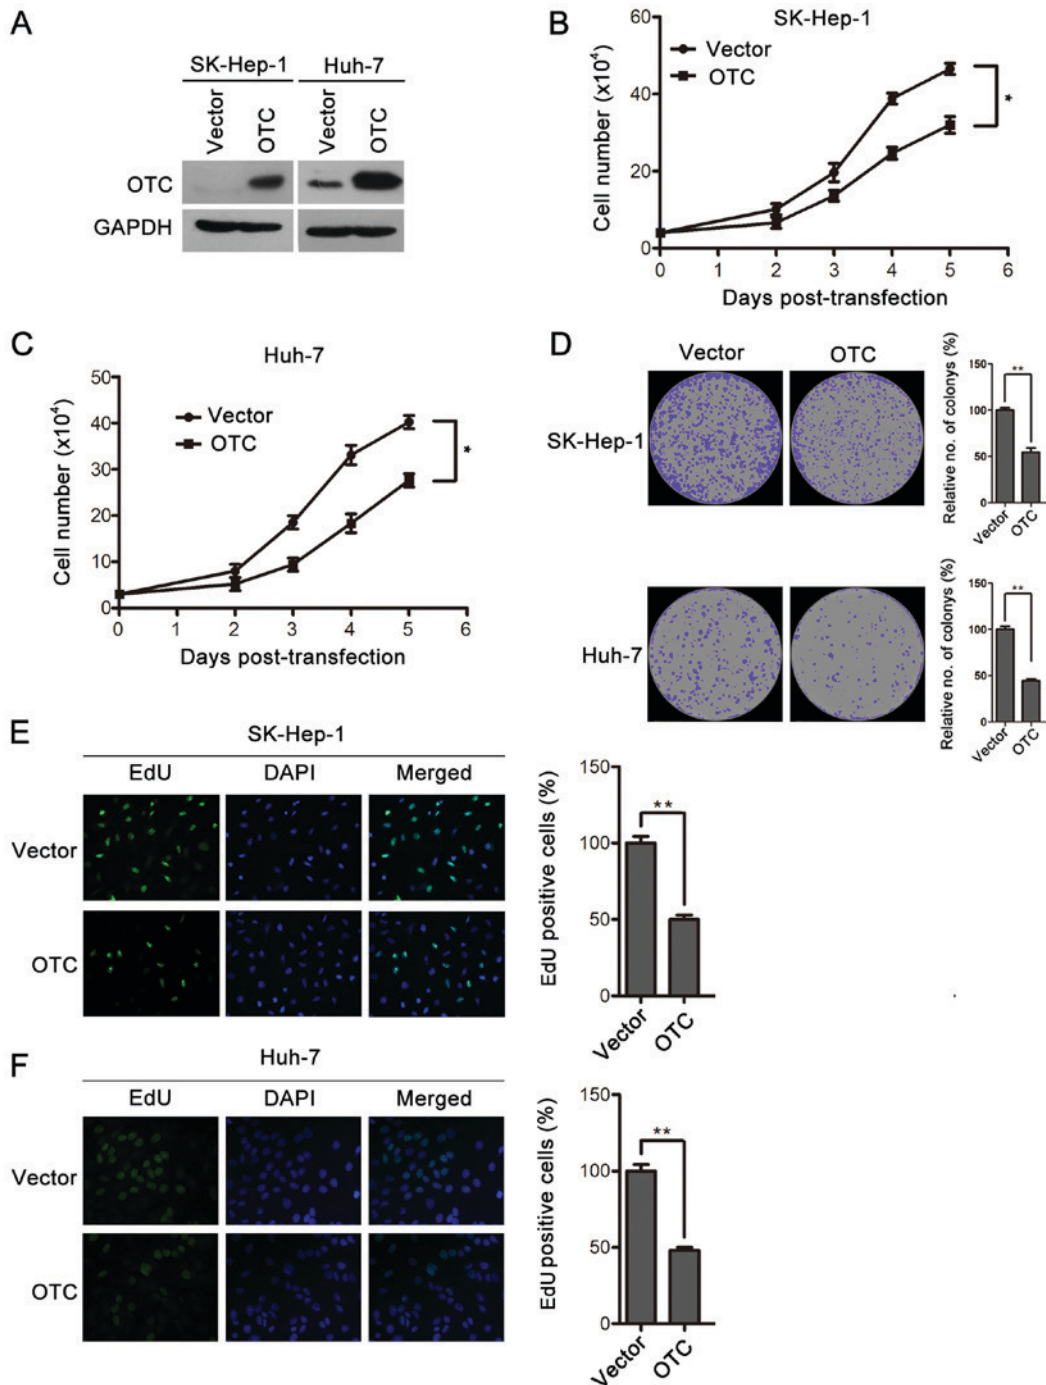 A
SK-Hep-1 Huh-7
Vector OTC Vector OTC
OTC
GAPDH
B
SK-Hep-1
Vector
OTC
Cell number (x10⁴)
60
40
20
0
*
0 1 2 3 4 5 6
Days post-transfection
C
Huh-7
Vector
OTC
Cell number (x10⁴)
50
40
30
20
10
0
*
0 1 2 3 4 5 6
Days post-transfection
D
Vector OTC
SK-Hep-1
Relative no. of colonys (%)
150
100
50
0
**
Vector OTC
Huh-7
Relative no. of colonys (%)
150
100
50
0
**
Vector OTC
E
SK-Hep-1
EdU DAPI Merged
Vector
OTC
EdU positive cells (%)
150
100
50
0
**
Vector OTC
F
Huh-7
EdU DAPI Merged
Vector
OTC
EdU positive cells (%)
150
100
50
0
**
Vector OTC